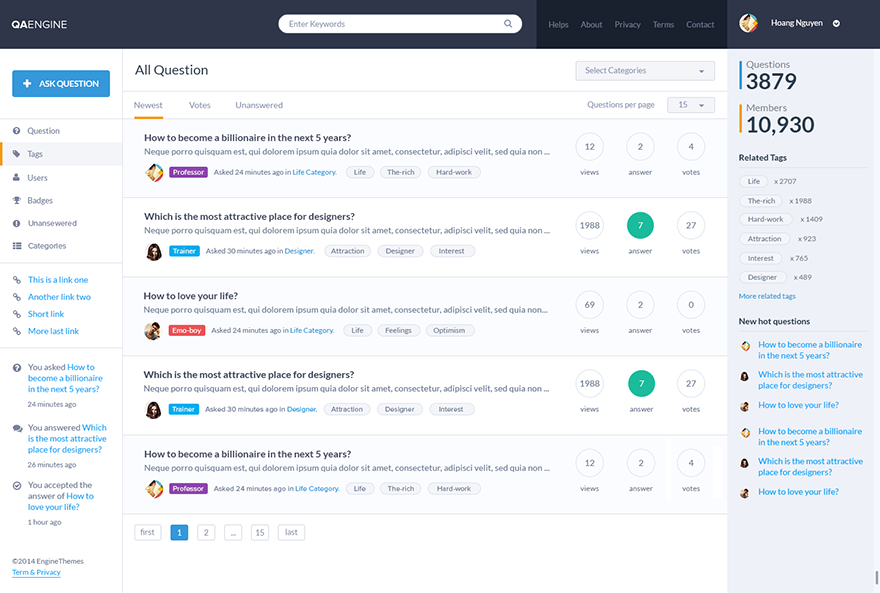 QAENGINE
Enter Keywords
Helps About Privacy Terms Contact
Hoang Nguyen
ASK QUESTION
Question
Tags
Users
Badges
Unansewered
Categories
This is a link one
Another link two
Short link
More last link
You asked How to
become a billionaire
in the next 5 years?
24 minutes ago
You answered Which
is the most attractive
place for designers?
26 minutes ago
You accepted the
answer of How to
love your life?
1 hour ago
©2014 EngineThemes
Term & Privacy
All Question
Select Categories
Newest Votes Unanswered
Questions per page 15
How to become a billionaire in the next 5 years?
Neque porro quisquam est, qui dolorem ipsum quia dolor sit amet, consectetur, adipisci velit, sed quia non ...
Professor Asked 24 minutes ago in Life Category. Life The-rich Hard-work
12 2 4
views answer votes
Which is the most attractive place for designers?
Neque porro quisquam est, qui dolorem ipsum quia dolor sit amet, consectetur, adipisci velit, sed quia non ...
Trainer Asked 30 minutes ago in Designer. Attraction Designer Interest
1988 7 27
views answer votes
How to love your life?
Neque porro quisquam est, qui dolorem ipsum quia dolor sit amet, consectetur, adipisci velit, sed quia non...
Emo-boy Asked 24 minutes ago in Life Category. Life Feelings Optimism
69 2 0
views answer votes
Which is the most attractive place for designers?
Neque porro quisquam est, qui dolorem ipsum quia dolor sit amet, consectetur, adipisci velit, sed quia non ...
Trainer Asked 30 minutes ago in Designer. Attraction Designer Interest
1988 7 27
views answer votes
How to become a billionaire in the next 5 years?
Neque porro quisquam est, qui dolorem ipsum quia dolor sit amet, consectetur, adipisci velit, sed quia non ...
Professor Asked 24 minutes ago in Life Category. Life The-rich Hard-work
12 2 4
views answer votes
first 1 2 ... 15 last
Questions
3879
Members
10,930
Related Tags
Life x 2707
The-rich x 1988
Hard-work x 1409
Attraction x 923
Interest x 765
Designer x 489
More related tags
New hot questions
How to become a billionaire
in the next 5 years?
Which is the most attractive
place for designers?
How to love your life?
How to become a billionaire
in the next 5 years?
Which is the most attractive
place for designers?
How to love your life?